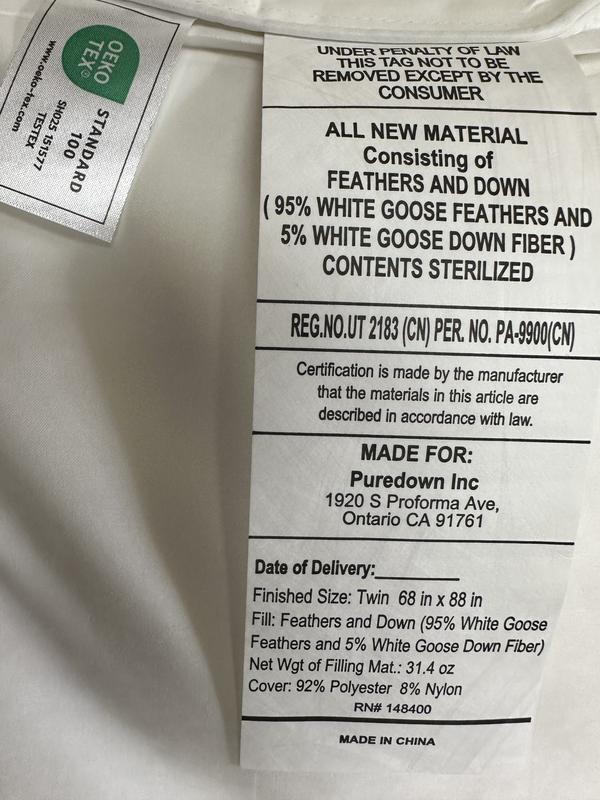 UNDER PENALTY OF LAW
THIS TAG NOT TO BE
REMOVED EXCEPT BY THE
CONSUMER
ALL NEW MATERIAL
Consisting of
FEATHERS AND DOWN
( 95% WHITE GOOSE FEATHERS AND
5% WHITE GOOSE DOWN FIBER )
CONTENTS STERILIZED
REG.NO.UT 2183 (CN) PER. NO. PA-9900(CN)
Certification is made by the manufacturer
that the materials in this article are
described in accordance with law.
MADE FOR:
Puredown Inc
1920 S Proforma Ave,
Ontario CA 91761
Date of Delivery:________
Finished Size: Twin 68 in x 88 in
Fill: Feathers and Down (95% White Goose
Feathers and 5% White Goose Down Fiber)
Net Wgt of Filling Mat.: 31.4 oz
Cover: 92% Polyester 8% Nylon
RN# 148400
MADE IN CHINA
OEKO
TEX®
STANDARD
100
SH025 151577
TESTEX
www.oeko-tex.com